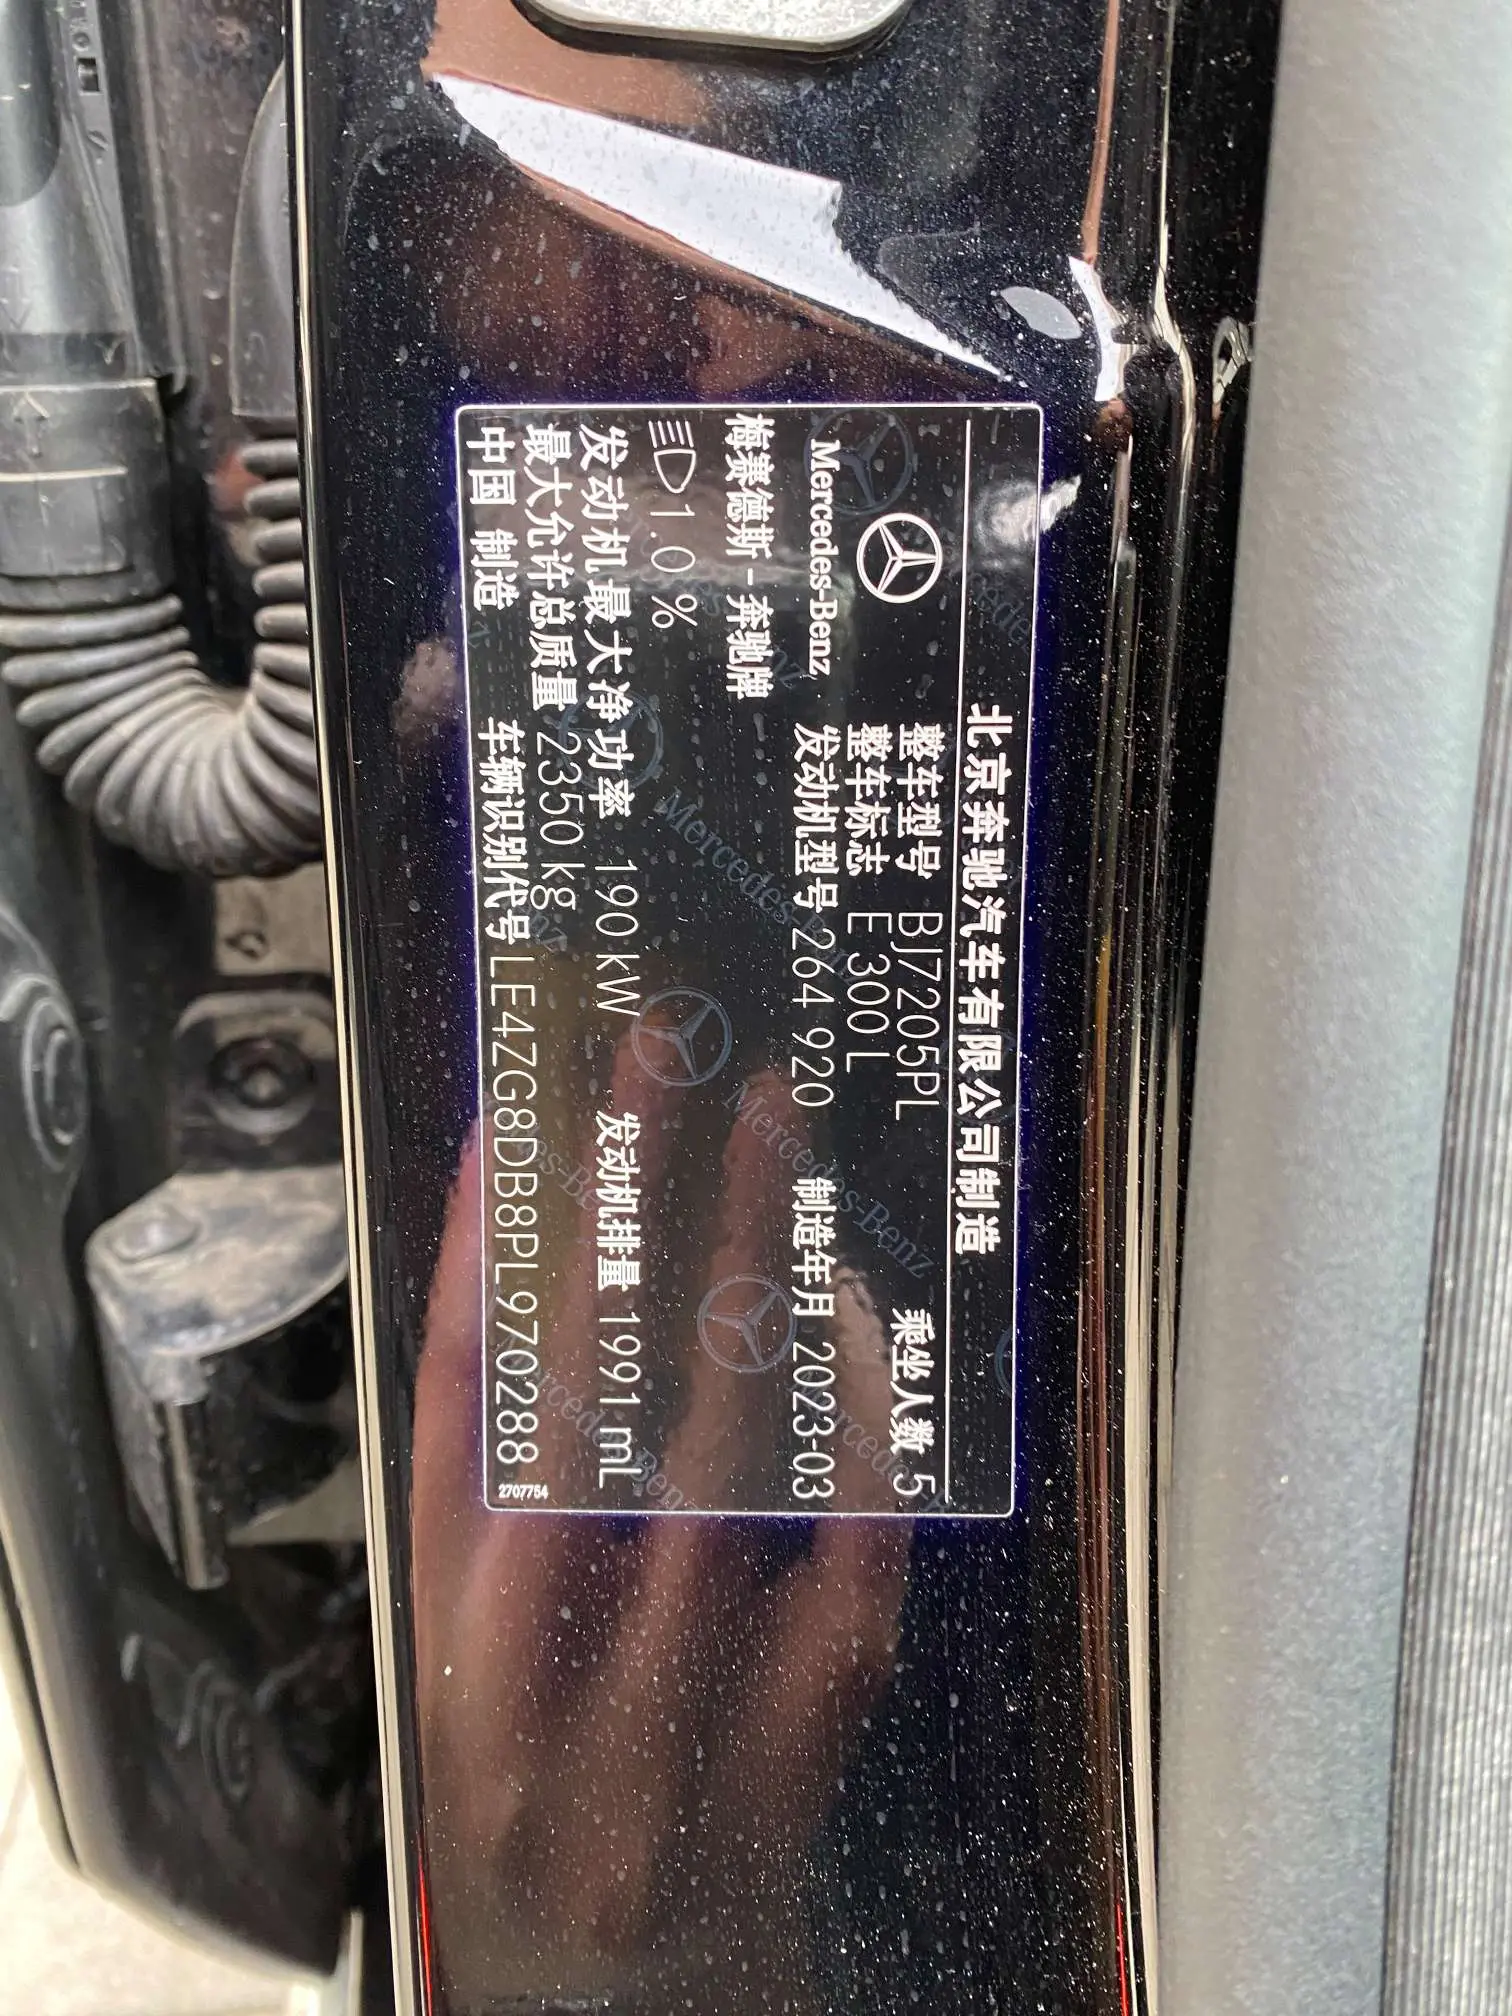 北京奔驰汽车有限公司制造
整车型号 BJ7205PL 乘坐人数 5
整车标志 E 300 L
Mercedes-Benz 发动机型号 264 920 制造年月 2023-03
梅赛德斯-奔驰牌
1.0%
发动机最大净功率 190 kW 发动机排量 1991 mL
最大允许总质量 2350 kg
中国 制造 车辆识别代号 LE4ZG8DB8PL970288 2707754